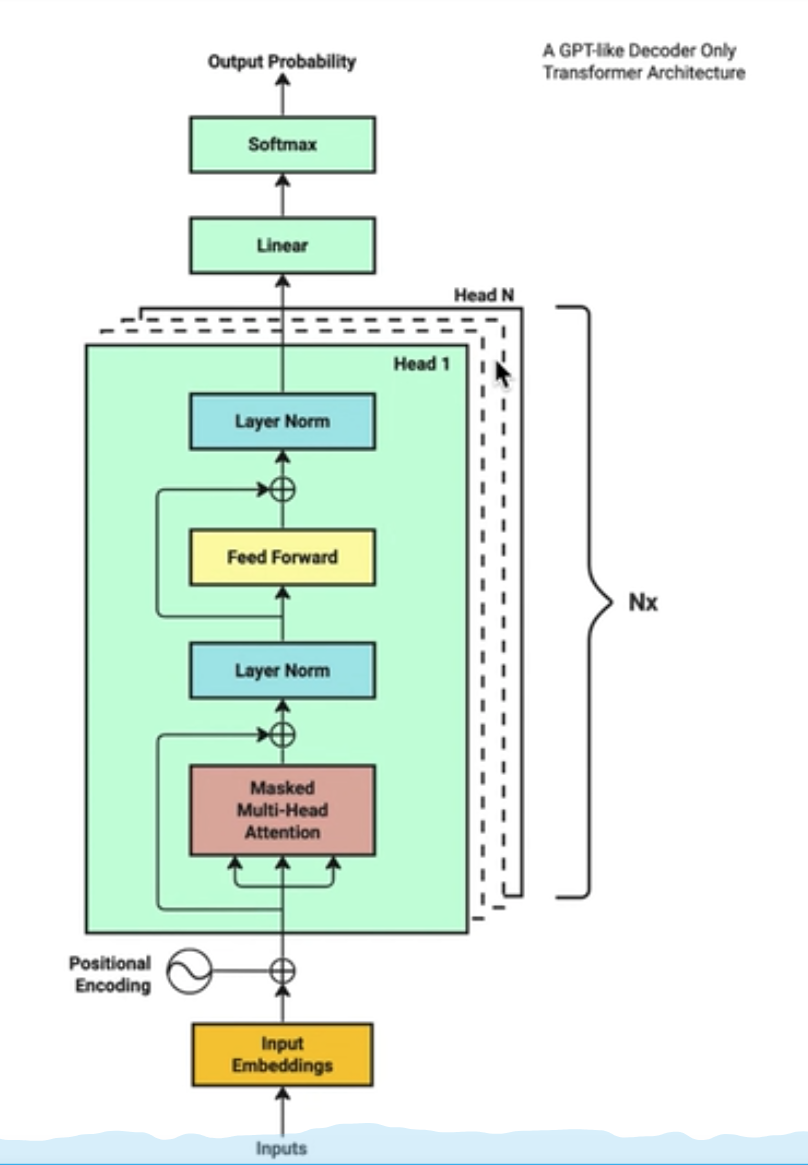 A GPT-like Decoder Only
Transformer Architecture
Output Probability
Softmax
Linear
Head N
Head 1
Layer Norm
Feed Forward
Nx
Layer Norm
Masked
Multi-Head
Attention
Positional
Encoding
Input
Embeddings
Inputs